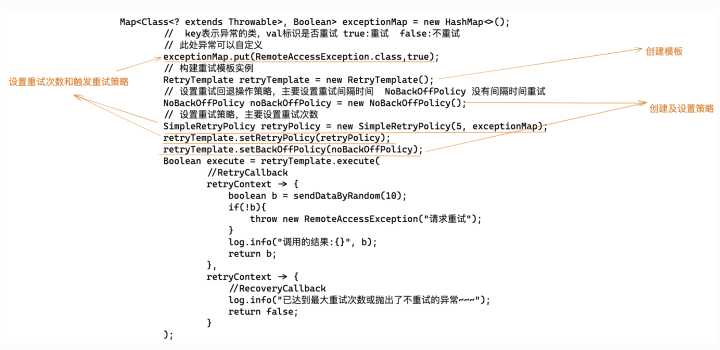 Map<Class<? extends Throwable>, Boolean> exceptionMap = new HashMap<>();
// key表示异常的类, val标识是否重试 true:重试 false:不重试
// 此处异常可以自定义
exceptionMap.put(RemoteAccessException.class,true);
// 构建重试模板实例
RetryTemplate retryTemplate = new RetryTemplate();
// 设置重试回退操作策略, 主要设置重试间隔时间 NoBackOffPolicy 没有间隔时间重试
NoBackOffPolicy noBackOffPolicy = new NoBackOffPolicy();
// 设置重试策略, 主要设置重试次数
SimpleRetryPolicy retryPolicy = new SimpleRetryPolicy(5, exceptionMap);
retryTemplate.setRetryPolicy(retryPolicy);
retryTemplate.setBackOffPolicy(noBackOffPolicy);
Boolean execute = retryTemplate.execute(
//RetryCallback
retryContext -> {
boolean b = sendDataByRandom(10);
if(!b){
throw new RemoteAccessException("请求重试");
}
log.info("调用的结果:{}", b);
return b;
},
retryContext -> {
//RecoveryCallback
log.info("已达到最大重试次数或抛出了不重试的异常~~~");
return false;
}
);
设置重试次数和触发重试策略
创建模板
创建及设置策略